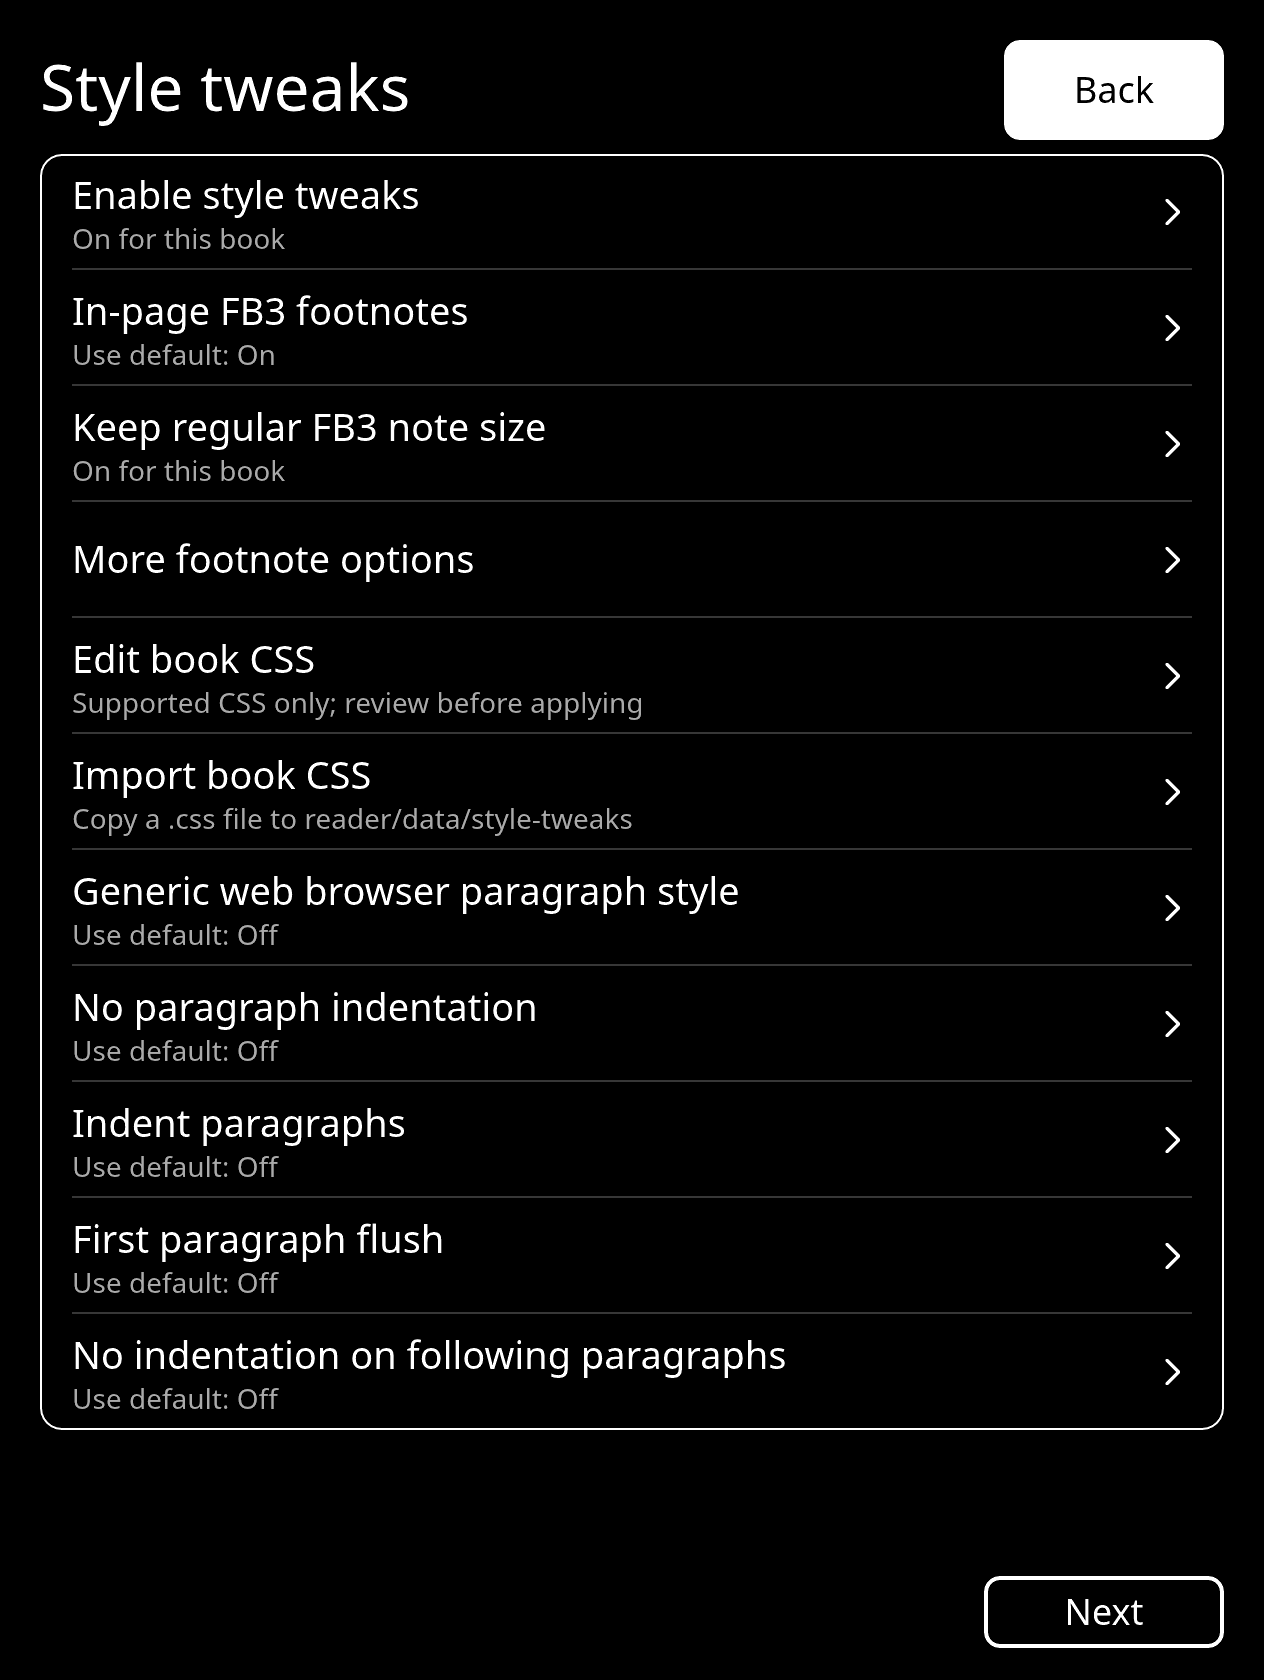 Style tweaks
Back
Enable style tweaks
On for this book
In-page FB3 footnotes
Use default: On
Keep regular FB3 note size
On for this book
More footnote options
Edit book CSS
Supported CSS only; review before applying
Import book CSS
Copy a .css file to reader/data/style-tweaks
Generic web browser paragraph style
Use default: Off
No paragraph indentation
Use default: Off
Indent paragraphs
Use default: Off
First paragraph flush
Use default: Off
No indentation on following paragraphs
Use default: Off
Next